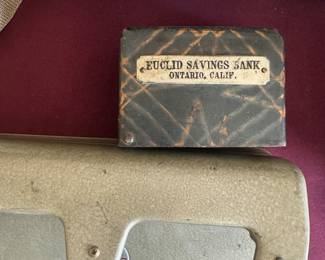 EUCLID SAVINGS BANK
ONTARIO, CALIF.